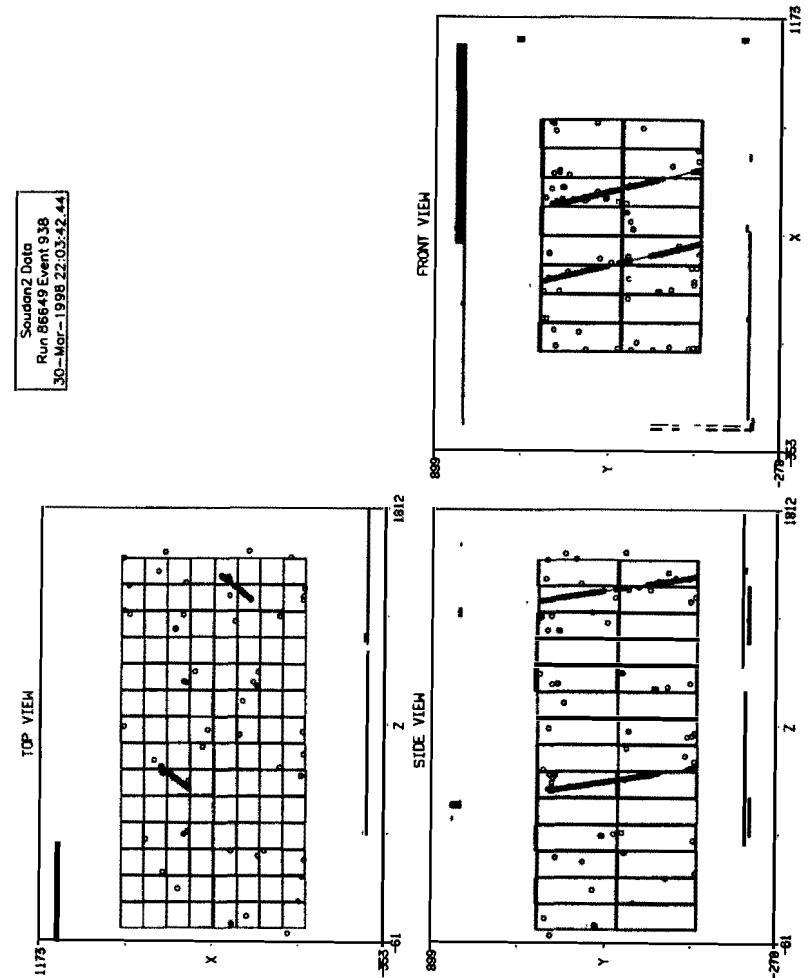 Soudan2 Data
Run 86649 Event 938
30-Mar-1998 22:03:42.44
TOP VIEW
1173
X
-353
-61
Z
1812
FRONT VIEW
899
Y
-278
-353
X
1173
SIDE VIEW
899
Y
-278
-61
Z
1812